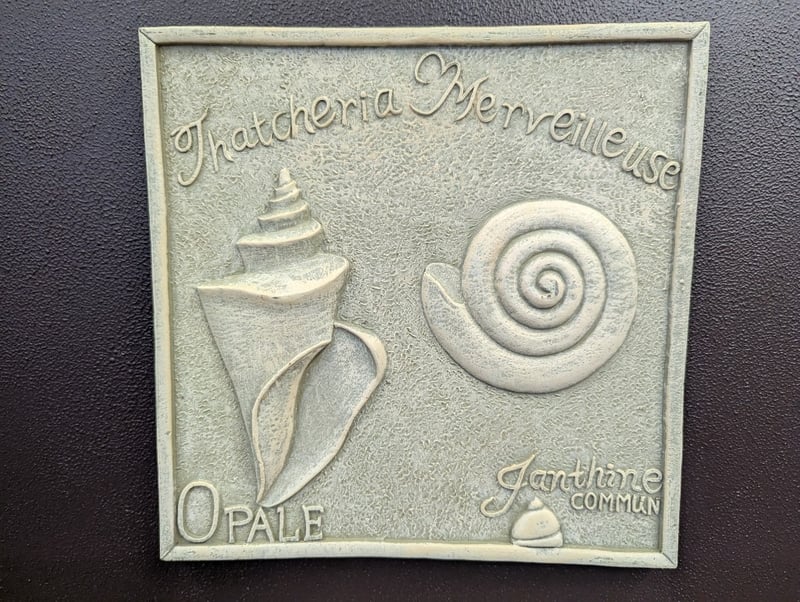 Thatcheria Merveilleuse
OPALE
Janthine
COMMUN